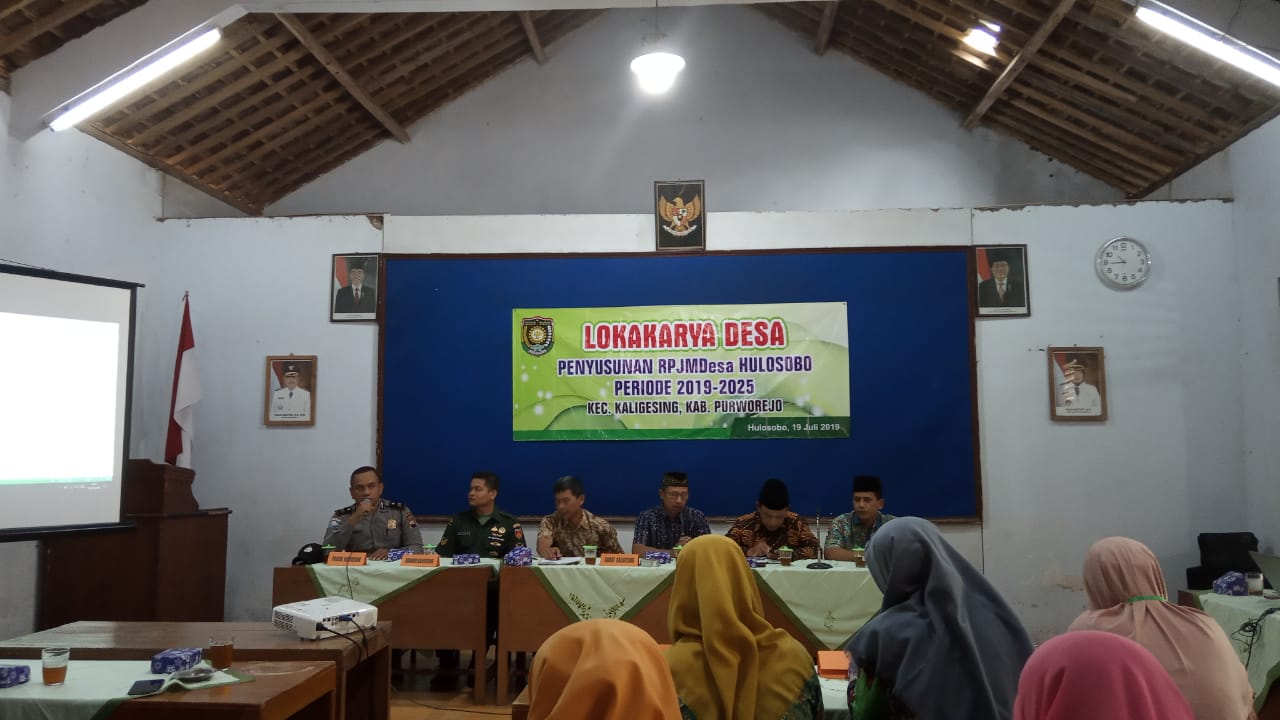 LOKAKARYA DESA
PENYUSUNAN RPJMDesa HULOSOBO
PERIODE 2019-2025
KEC. KALIGESING, KAB. PURWOREJO
Hulosobo, 19 Juli 2019